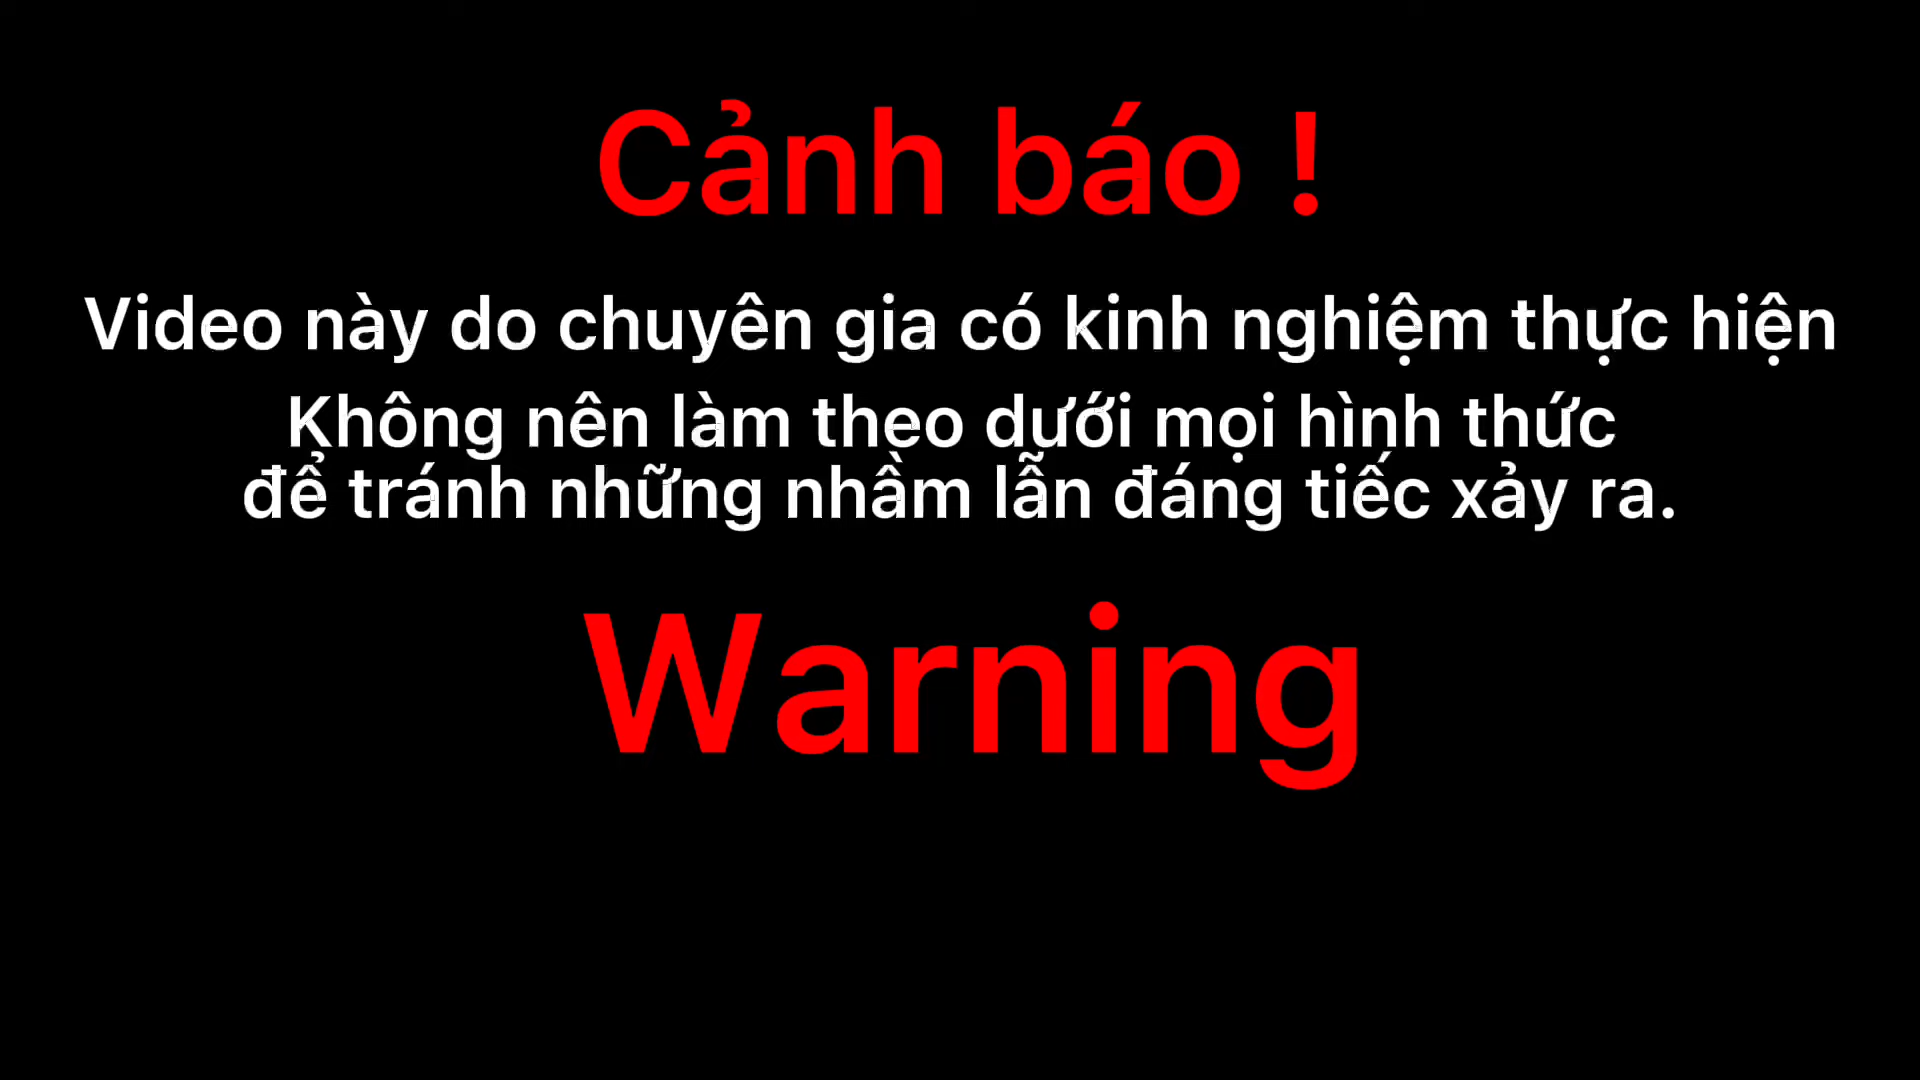 Cảnh báo !
Video này do chuyên gia có kinh nghiệm thực hiện
Không nên làm theo dưới mọi hình thức
để tránh những nhầm lẫn đáng tiếc xảy ra.
Warning